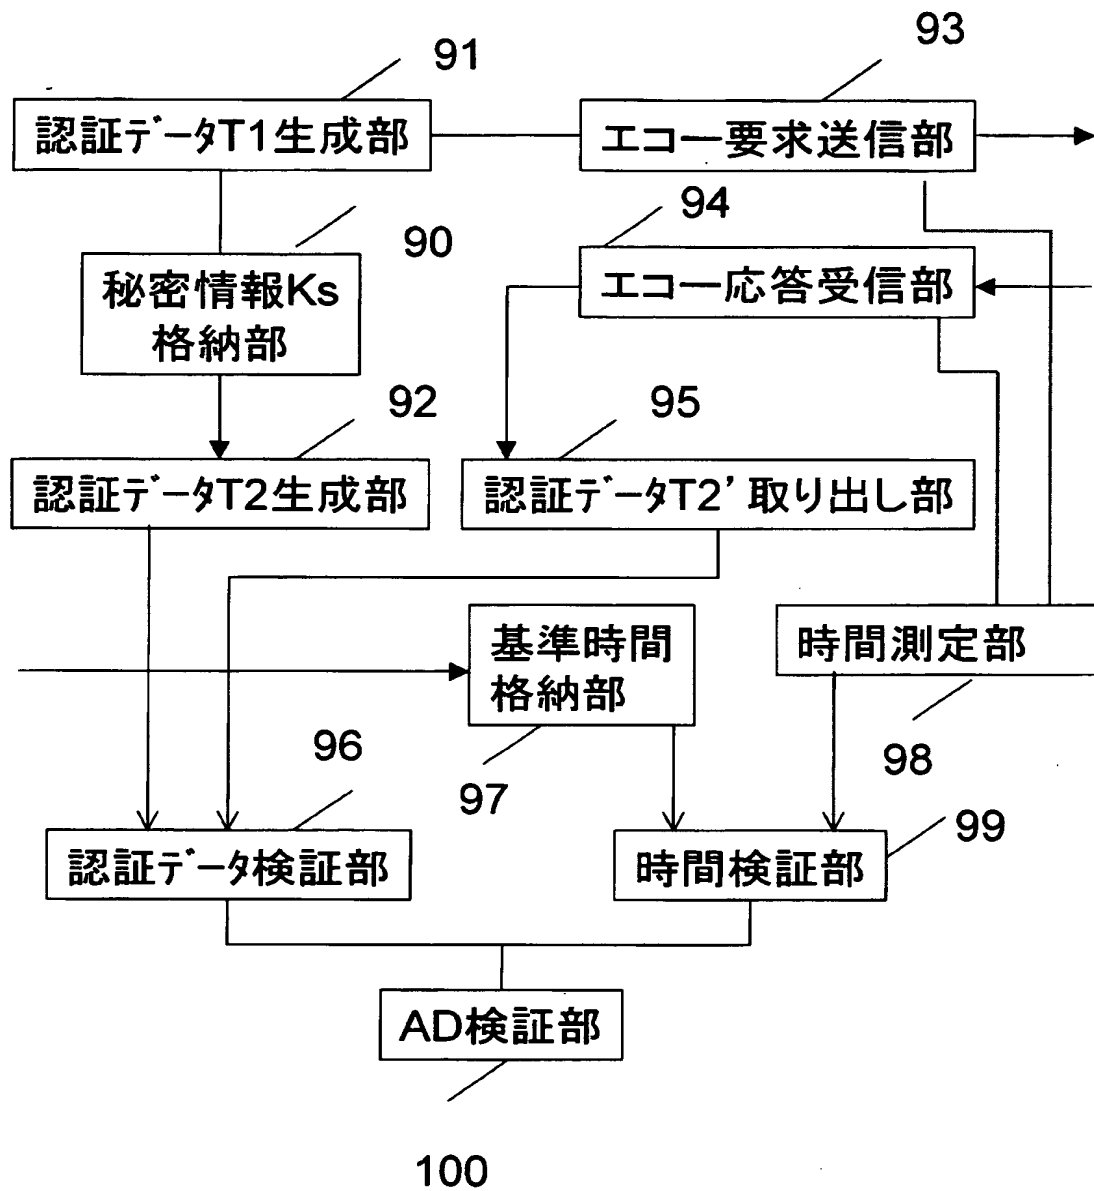 91
93
認証データT1生成部
エコー要求送信部
94
90
秘密情報Ks
格納部
エコー応答受信部
92
95
認証データT2生成部
認証データT2’取り出し部
基準時間
格納部
時間測定部
96
97
98
99
認証データ検証部
時間検証部
AD検証部
100